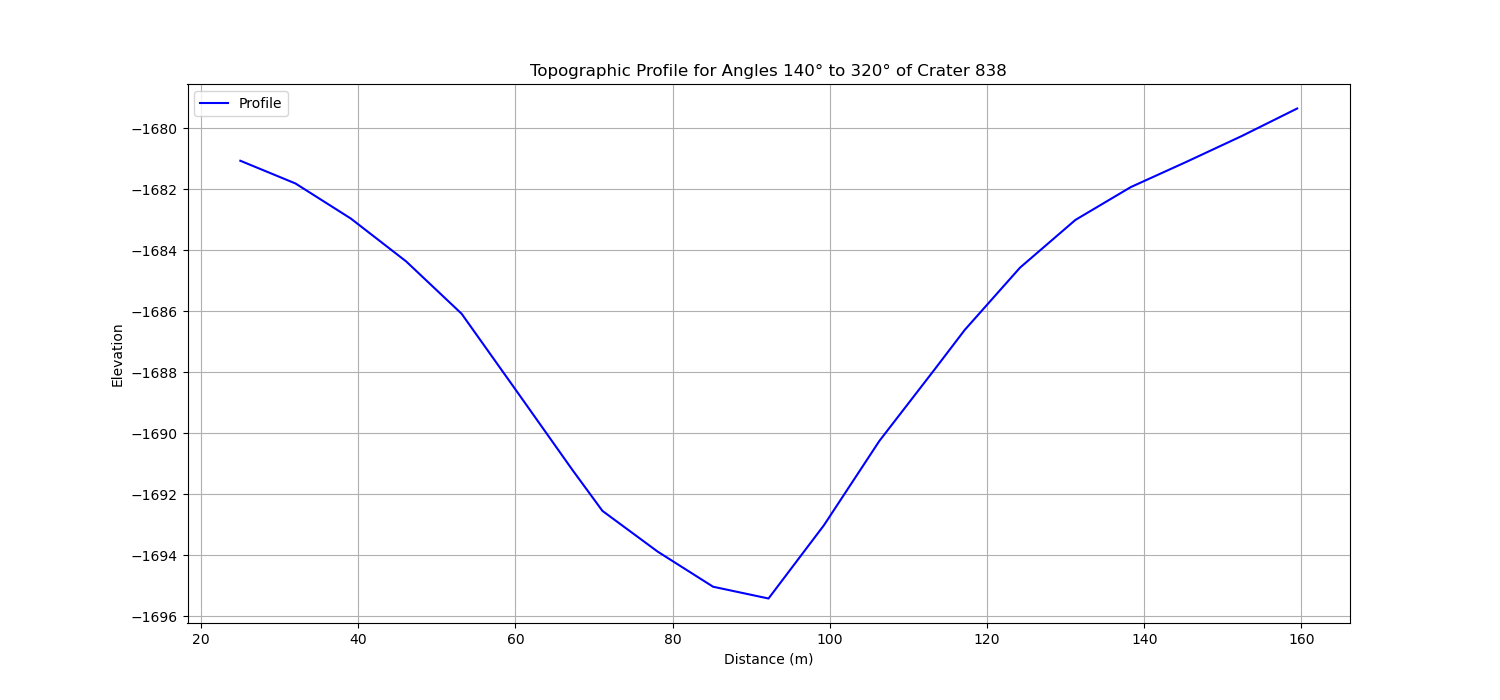 Topographic Profile for Angles 140° to 320° of Crater 838
Profile
−1680
−1682
−1684
−1686
−1688
−1690
−1692
−1694
−1696
Elevation
20 40 60 80 100 120 140 160
Distance (m)